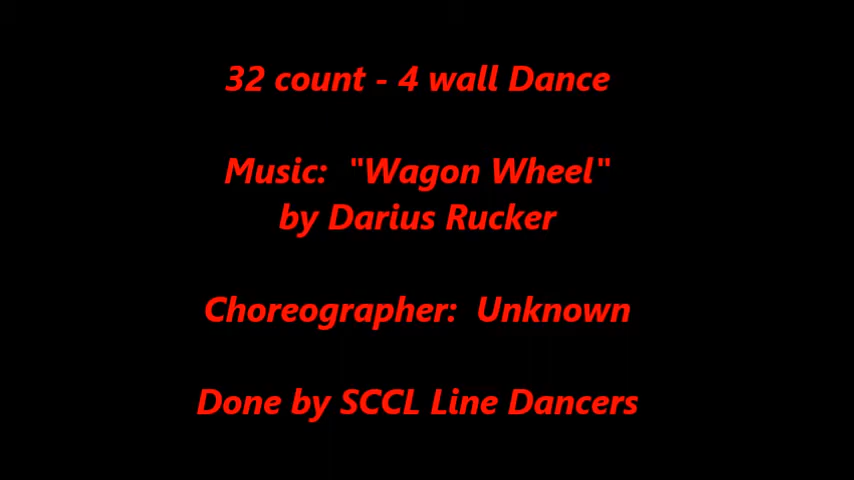 32 count - 4 wall Dance
Music:  "Wagon Wheel"
by Darius Rucker
Choreographer:  Unknown
Done by SCCL Line Dancers